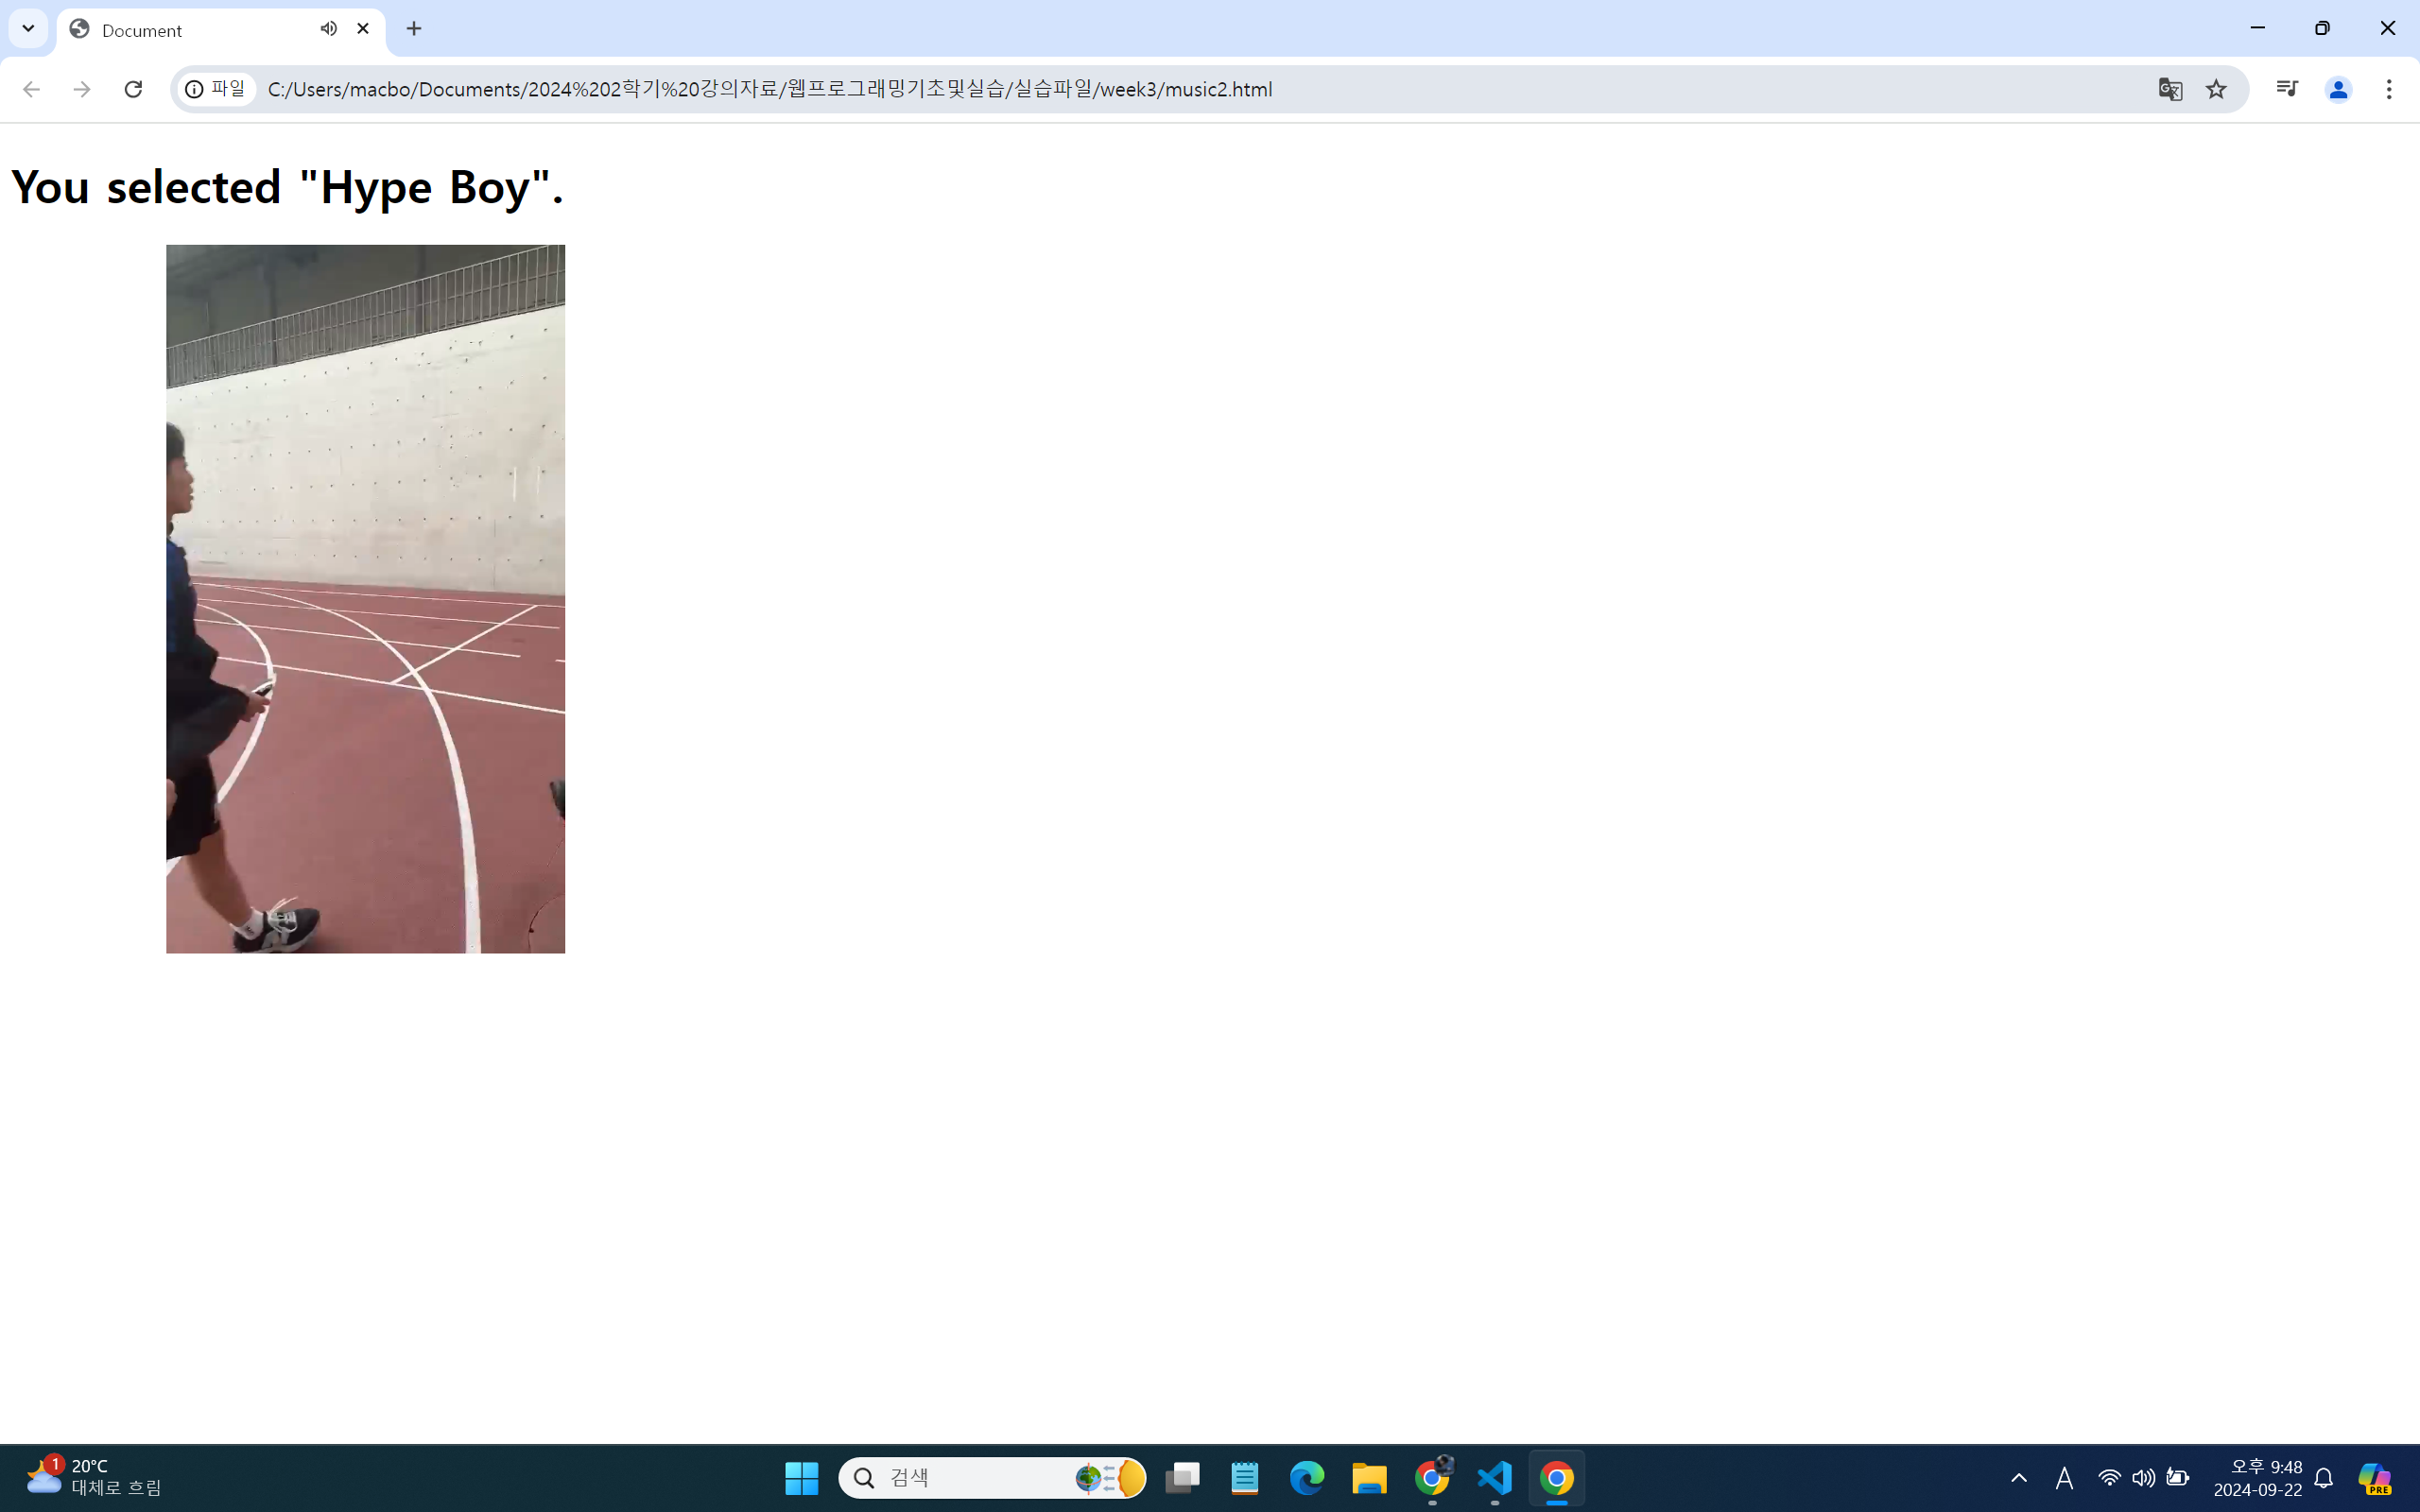 Document
파일
C:/Users/macbo/Documents/2024%202학기%20강의자료/웹프로그래밍기초및실습/실습파일/week3/music2.html
You selected "Hype Boy".
1
20°C
대체로 흐림
검색
A
오후 9:48
2024-09-22
PRE